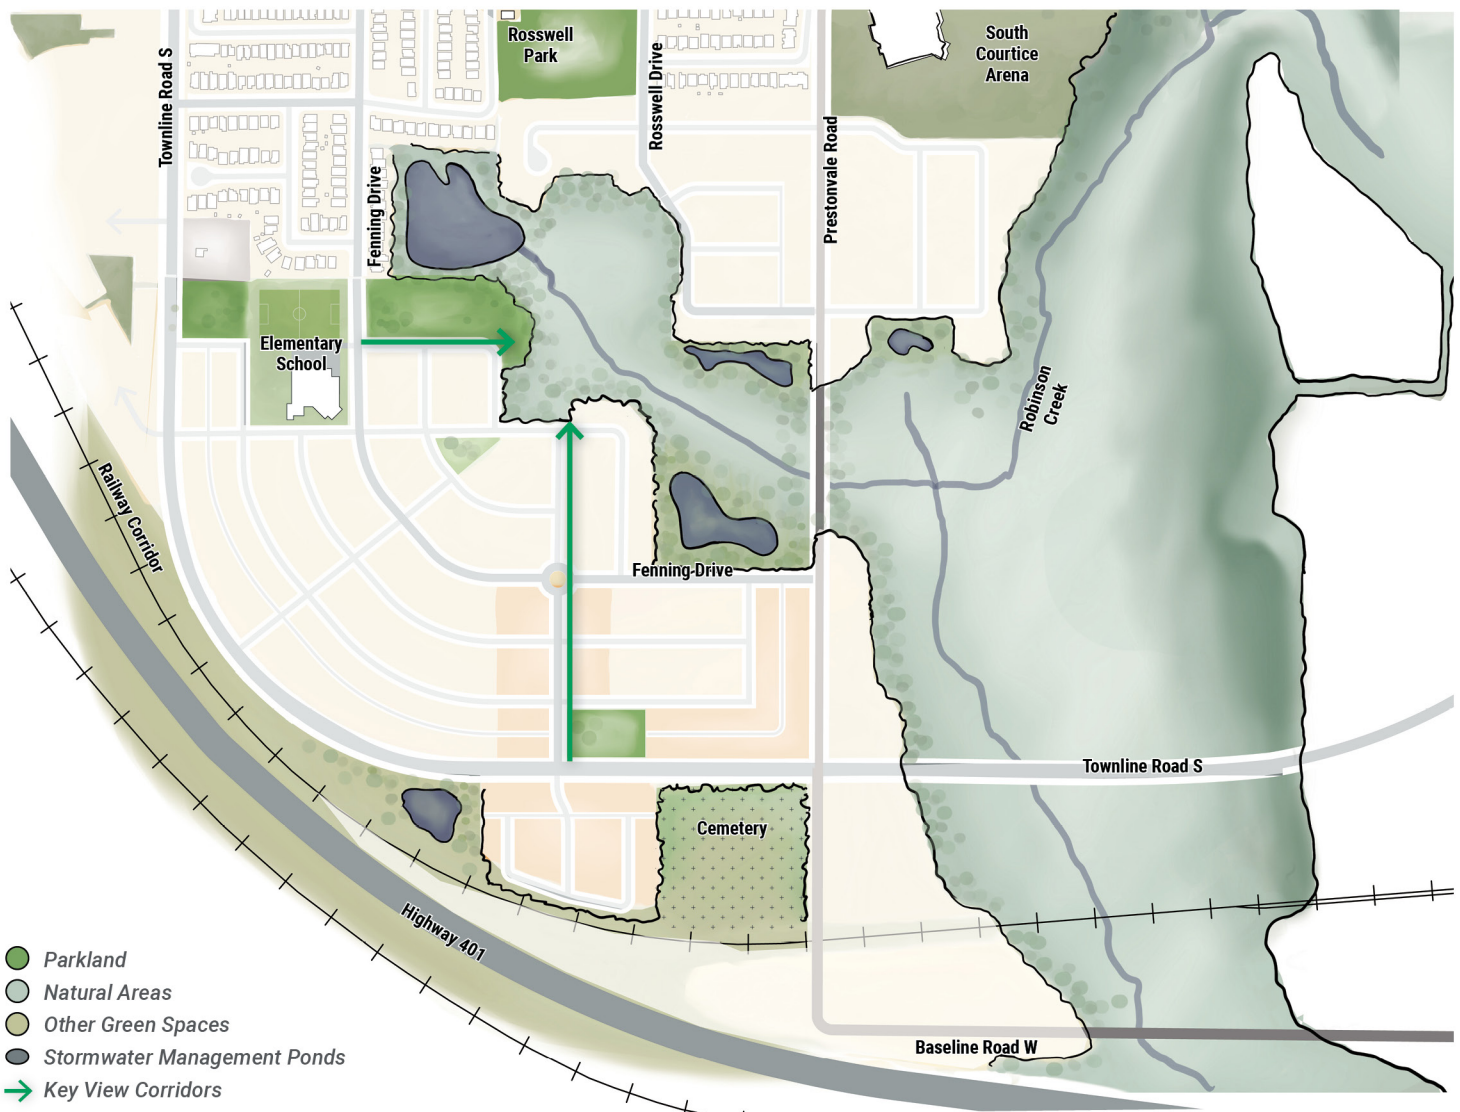 Rosswell
Park
South
Courtice
Arena
Townline Road S
Rosswell Drive
Prestonvale Road
Fenning Drive
Elementary
School
Robinson
Creek
Railway Corridor
Fenning Drive
Townline Road S
Cemetery
Highway 401
Baseline Road W
Parkland
Natural Areas
Other Green Spaces
Stormwater Management Ponds
Key View Corridors